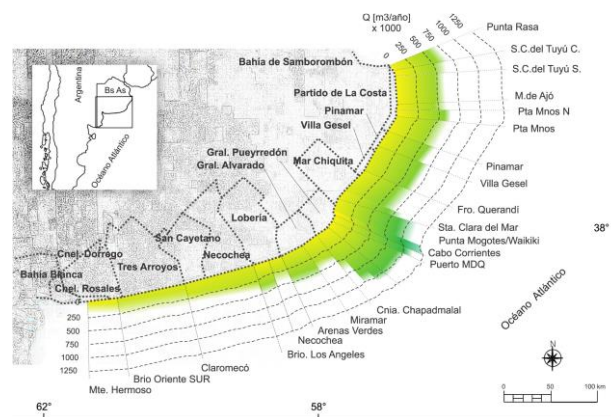 Q [m3/año]
x 1000
0
250
500
750
1000
1250
Punta Rasa
S.C.del Tuyú C.
S.C.del Tuyú S.
M.de Ajó
Pta Mnos N
Pta Mnos
Pinamar
Villa Gesel
Fro. Querandí
Sta. Clara del Mar
Punta Mogotes/Waikiki
Cabo Corrientes
Puerto MDQ
38°
Bahía de Samborombón
Partido de La Costa
Pinamar
Villa Gesel
Mar Chiquita
Gral. Pueyrredón
Gral. Alvarado
Lobería
San Cayetano
Necochea
Cnel. Dorrego
Tres Arroyos
Bahía Blanca
Cnel. Rosales
Argentina
Bs As
Océano Atlántico
0
250
500
750
1000
1250
Mte. Hermoso
Brio Oriente SUR
Claromecó
Brio. Los Angeles
Necochea
Arenas Verdes
Miramar
Cnia. Chapadmalal
Océano Atlántico
N
0
50
100 km
62°
58°